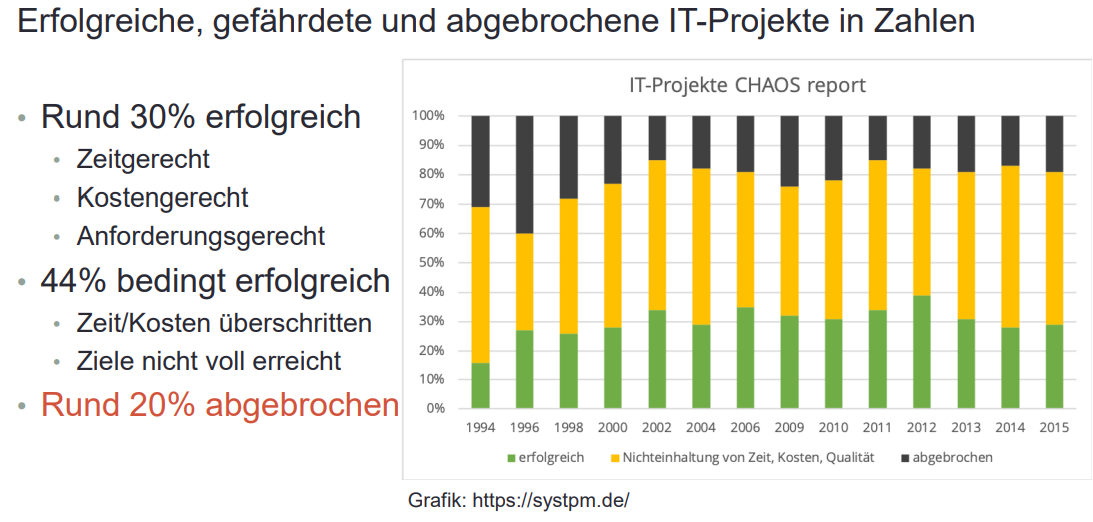 Erfolgreiche, gefährdete und abgebrochene IT-Projekte in Zahlen
• Rund 30% erfolgreich
• Zeitgerecht
• Kostengerecht
• Anforderungsgerecht
• 44% bedingt erfolgreich
• Zeit/Kosten überschritten
• Ziele nicht voll erreicht
• Rund 20% abgebrochen
IT-Projekte CHAOS report
100%
90%
80%
70%
60%
50%
40%
30%
20%
10%
0%
1994 1996 1998 2000 2002 2004 2006 2009 2010 2011 2012 2013 2014 2015
erfolgreich Nichteinhaltung von Zeit, Kosten, Qualität abgebrochen
Grafik: https://systpm.de/